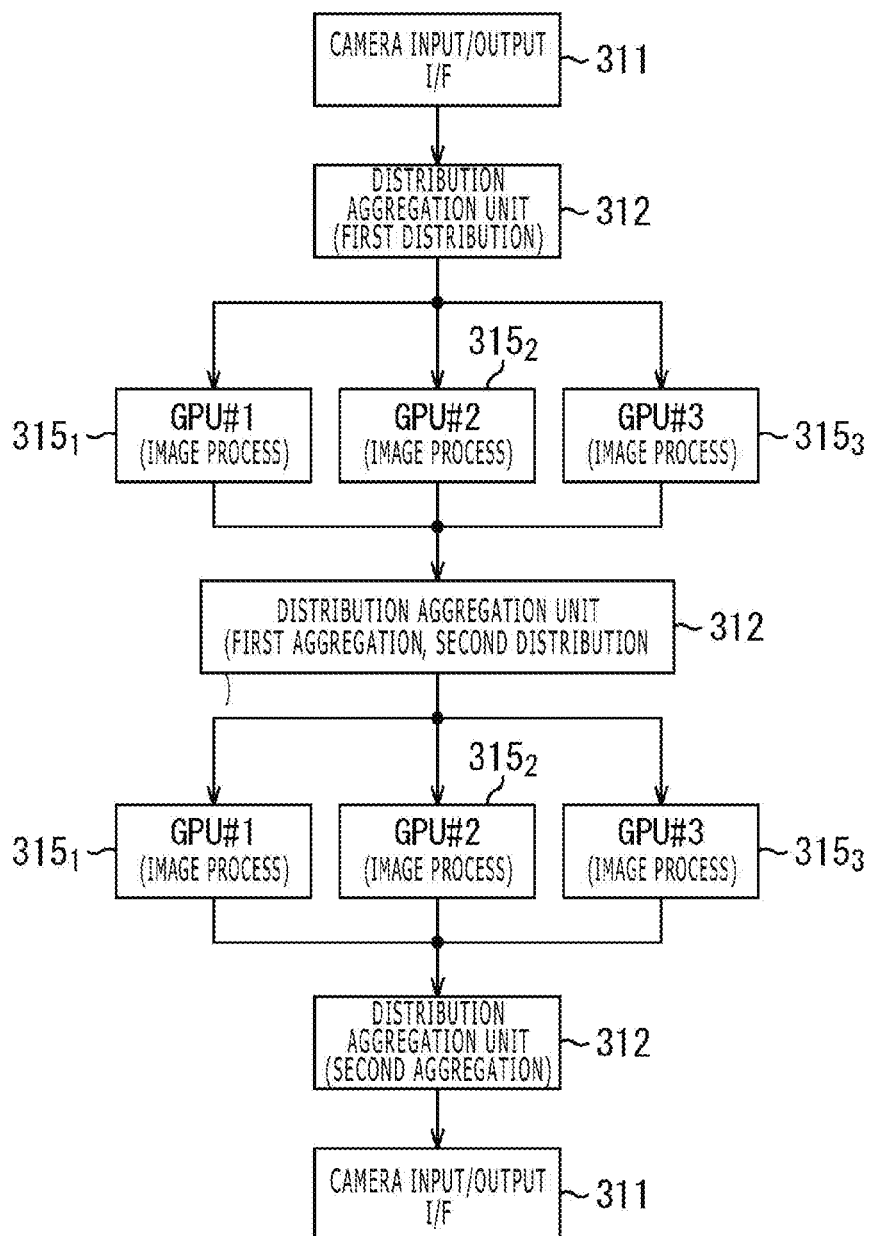 CAMERA INPUT/OUTPUT
I/F
311
DISTRIBUTION
AGGREGATION UNIT
(FIRST DISTRIBUTION)
312
315₂
GPU#1
(IMAGE PROCESS)
315₁
GPU#2
(IMAGE PROCESS)
GPU#3
(IMAGE PROCESS)
315₃
DISTRIBUTION AGGREGATION UNIT
(FIRST AGGREGATION, SECOND DISTRIBUTION
)
312
315₂
GPU#1
(IMAGE PROCESS)
315₁
GPU#2
(IMAGE PROCESS)
GPU#3
(IMAGE PROCESS)
315₃
DISTRIBUTION
AGGREGATION UNIT
(SECOND AGGREGATION)
312
CAMERA INPUT/OUTPUT
I/F
311